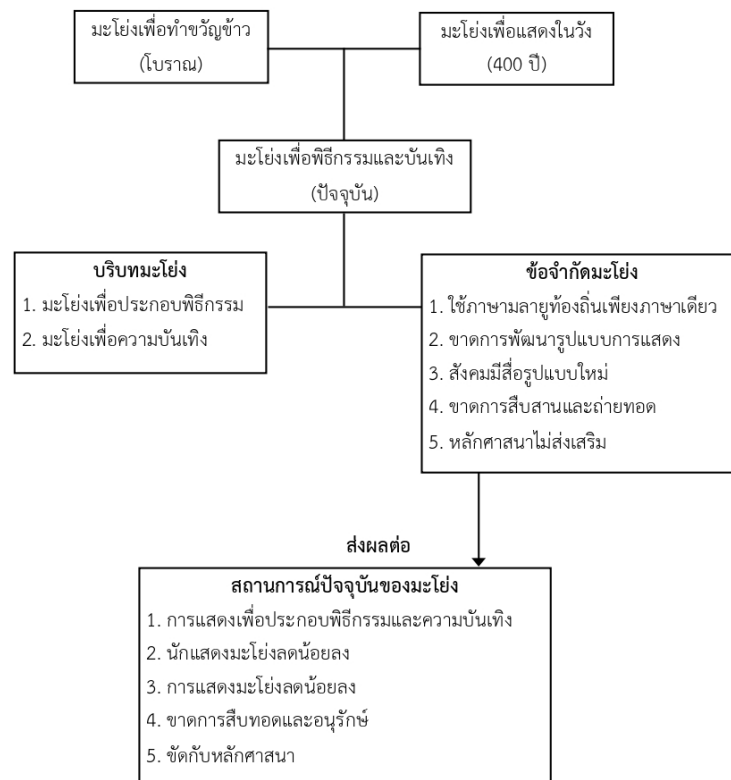 มะโย่งเพื่อทำขวัญข้าว
(โบราณ)
มะโย่งเพื่อแสดงในวัง
(400 ปี)
มะโย่งเพื่อพิธีกรรมและบันเทิง
(ปัจจุบัน)
บริบทมะโย่ง
1. มะโย่งเพื่อประกอบพิธีกรรม
2. มะโย่งเพื่อความบันเทิง
ข้อจำกัดมะโย่ง
1. ใช้ภาษามลายูท้องถิ่นเพียงภาษาเดียว
2. ขาดการพัฒนารูปแบบการแสดง
3. สังคมมีสื่อรูปแบบใหม่
4. ขาดการสืบสานและถ่ายทอด
5. หลักศาสนาไม่ส่งเสริม
ส่งผลต่อ
สถานการณ์ปัจจุบันของมะโย่ง
1. การแสดงเพื่อประกอบพิธีกรรมและความบันเทิง
2. นักแสดงมะโย่งลดน้อยลง
3. การแสดงมะโย่งลดน้อยลง
4. ขาดการสืบทอดและอนุรักษ์
5. ขัดกับหลักศาสนา